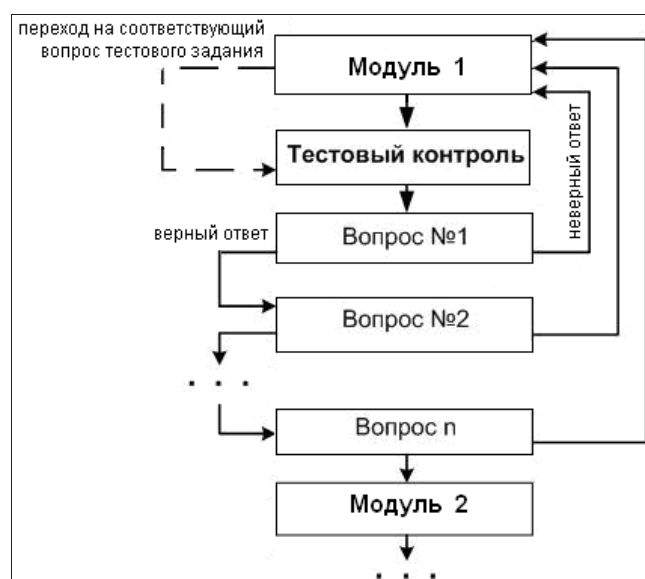 переход на соответствующий
вопрос тестового задания
Модуль 1
Тестовый контроль
неверный ответ
верный ответ
Вопрос №1
Вопрос №2
. . .
Вопрос n
Модуль 2
. . .